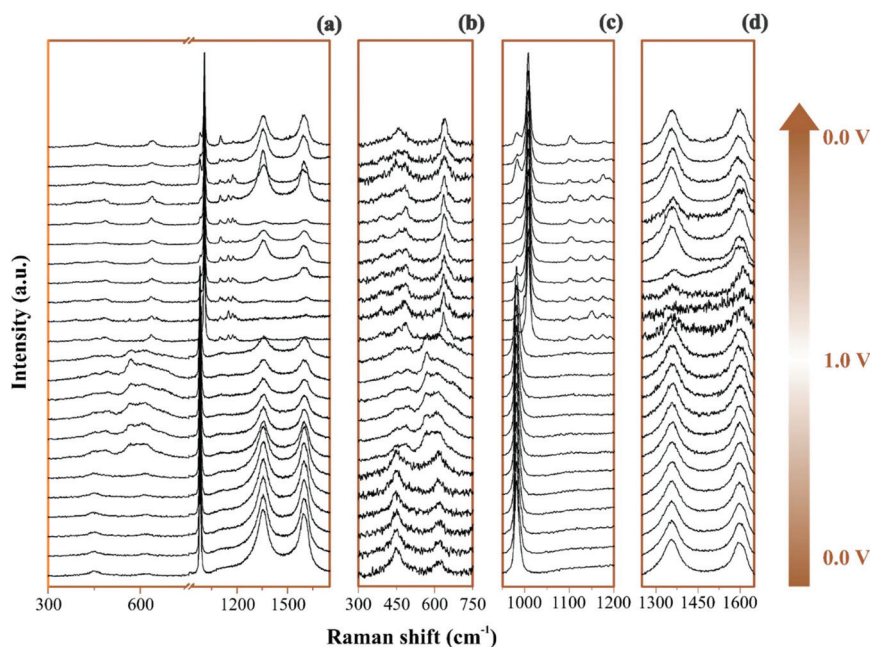 (a) (b) (c) (d)
0.0 V
1.0 V
0.0 V
Intensity (a.u.)
300 600 1200 1500 300 450 600 750 1000 1100 1200 1300 1450 1600
Raman shift (cm⁻¹)